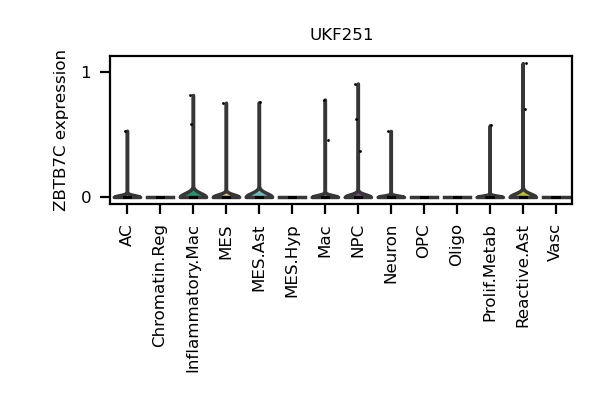 UKF251
ZBTB7C expression
1
0
AC
Chromatin.Reg
Inflammatory.Mac
MES
MES.Ast
MES.Hyp
Mac
NPC
Neuron
OPC
Oligo
Prolif.Metab
Reactive.Ast
Vasc